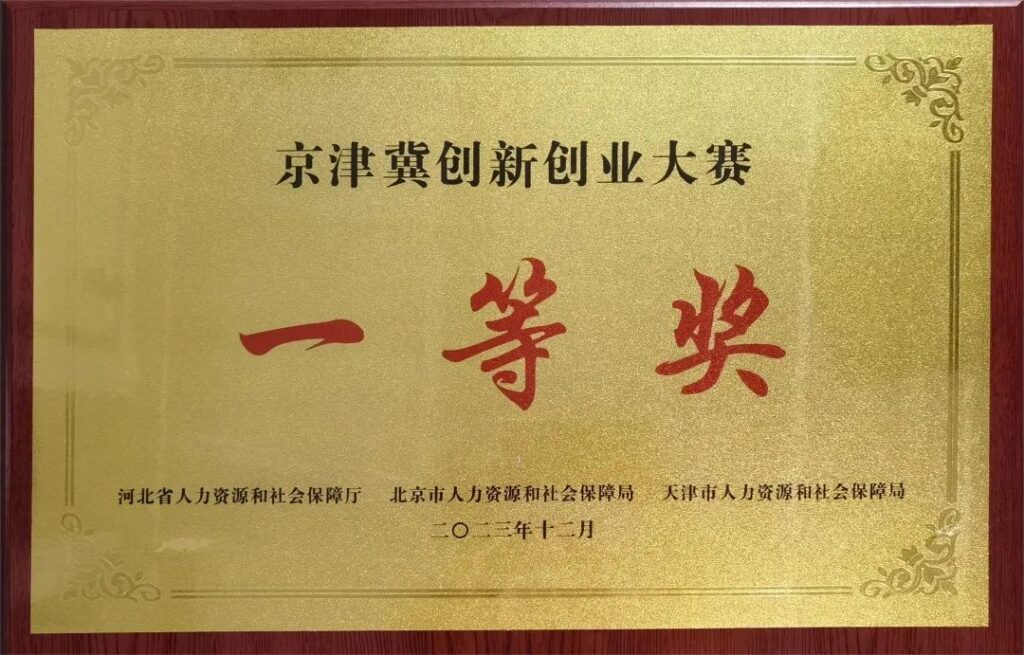 京津冀创新创业大赛
一等奖
河北省人力资源和社会保障厅 北京市人力资源和社会保障局 天津市人力资源和社会保障局
二〇二三年十二月